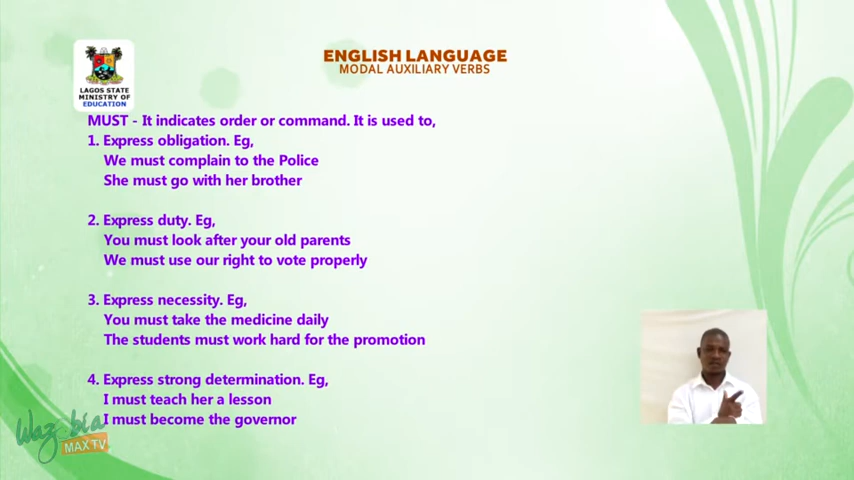 LAGOS STATE
MINISTRY OF
EDUCATION
ENGLISH LANGUAGE
MODAL AUXILIARY VERBS
MUST - It indicates order or command. It is used to,
1. Express obligation. Eg,
We must complain to the Police
She must go with her brother
2. Express duty. Eg,
You must look after your old parents
We must use our right to vote properly
3. Express necessity. Eg,
You must take the medicine daily
The students must work hard for the promotion
4. Express strong determination. Eg,
I must teach her a lesson
I must become the governor
Wazobia
MAX TV